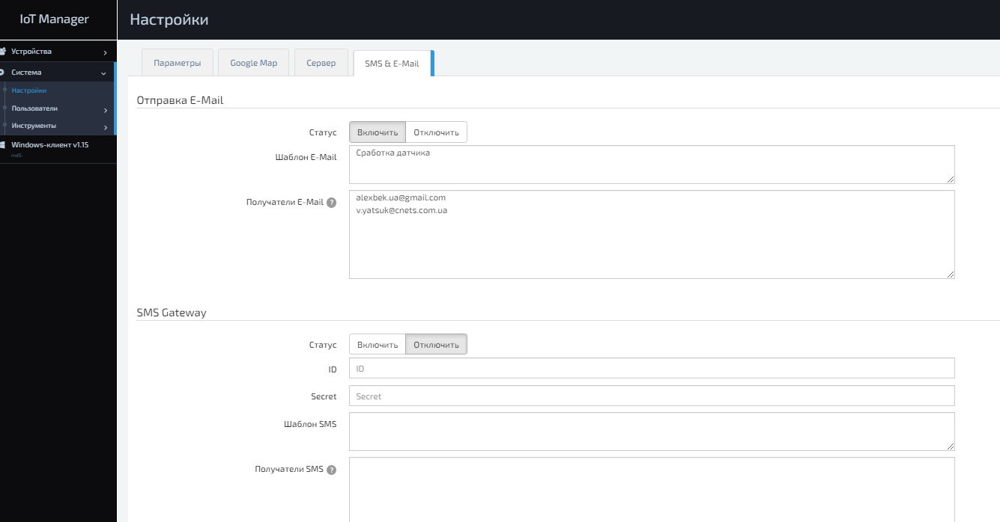 IoT Manager
Настройки
Устройства
Система
Настройки
Пользователи
Инструменты
Windows-клиент v1.15
md5:
Параметры
Google Map
Сервер
SMS & E-Mail
Отправка E-Mail
Статус
Включить
Отключить
Шаблон E-Mail
Сработка датчика
Получатели E-Mail ?
alexbek.ua@gmail.com
v.yatsuk@cnets.com.ua
SMS Gateway
Статус
Включить
Отключить
ID
ID
Secret
Secret
Шаблон SMS
Получатели SMS ?